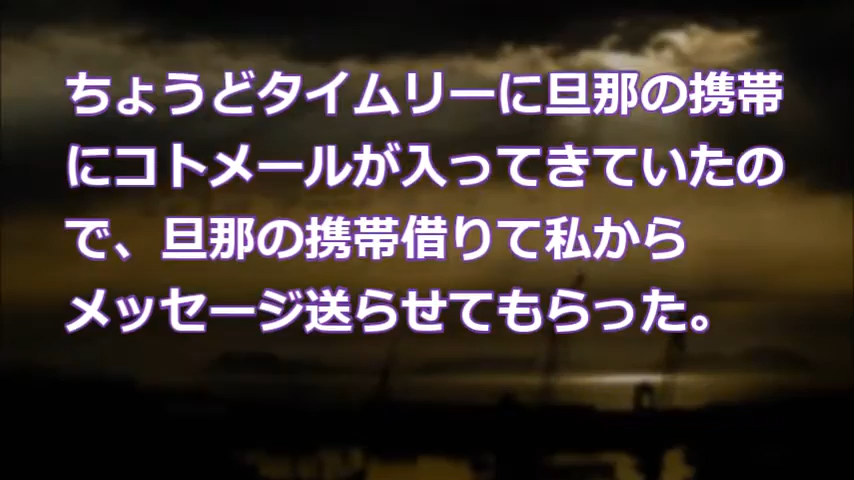 ちょうどタイムリーに旦那の携帯
にコトメールが入ってきていたの
で、旦那の携帯借りて私から
メッセージ送らせてもらった。